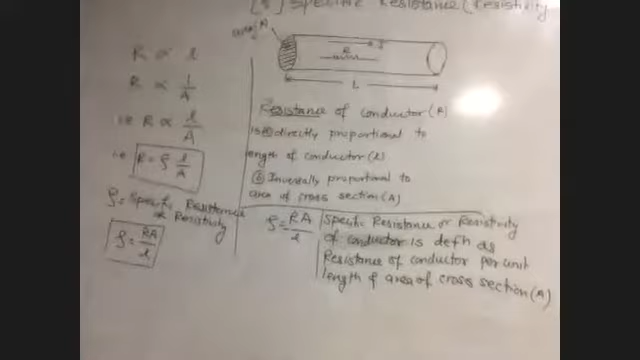 [8] Specific Resistance (Resistivity
area A
R
L
R ∝ l
R ∝ 1/A
i.e R ∝ l/A
i.e R = ρ l/A
ρ = Specific Resistance
or Resistivity
ρ = RA/l
Resistance of conductor (R)
is ⓐ directly proportional to
length of conductor (l)
ⓑ Inversally proportional to
area of cross section (A)
ρ = RA/l
Specific Resistance or Resistivity
of conductor is defn as
Resistance of conductor per unit
length & area of cross section (A)